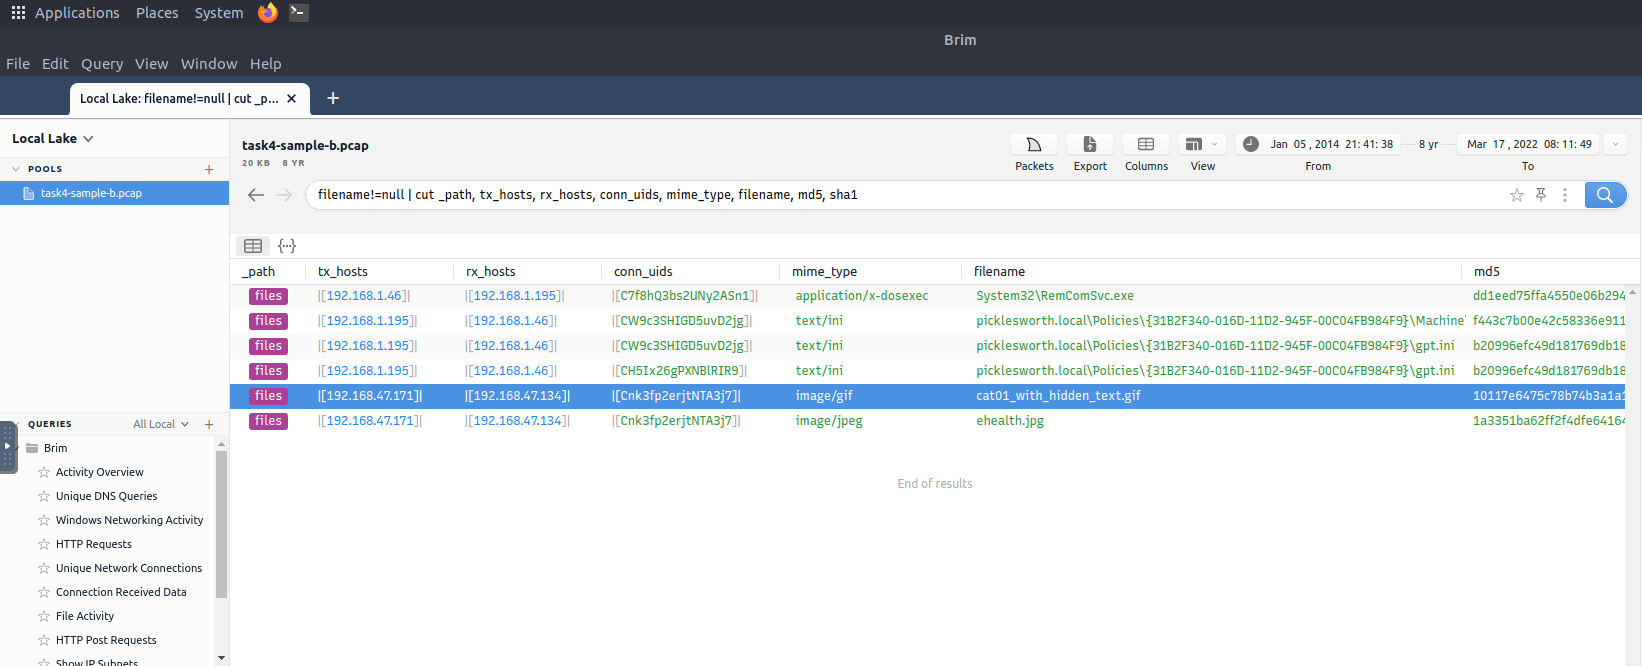 Applications Places System
Brim
File Edit Query View Window Help
Local Lake: filename!=null | cut _p... × +
Local Lake
task4-sample-b.pcap
20 KB 8 YR
Packets Export Columns View
Jan 05 , 2014 21: 41: 38 8 yr Mar 17 , 2022 08: 11: 49
From To
POOLS +
task4-sample-b.pcap
filename!=null | cut _path, tx_hosts, rx_hosts, conn_uids, mime_type, filename, md5, sha1
_path tx_hosts rx_hosts conn_uids mime_type filename md5
files |[192.168.1.46]| |[192.168.1.195]| |[C7f8hQ3bs2UNy2ASn1]| application/x-dosexec System32\RemComSvc.exe dd1eed75ffa4550e06b294
files |[192.168.1.195]| |[192.168.1.46]| |[CW9c3SHIGD5uvD2jg]| text/ini picklesworth.local\Policies\{31B2F340-016D-11D2-945F-00C04FB984F9}\Machine\ f443c7b00e42c58336e911
files |[192.168.1.195]| |[192.168.1.46]| |[CW9c3SHIGD5uvD2jg]| text/ini picklesworth.local\Policies\{31B2F340-016D-11D2-945F-00C04FB984F9}\gpt.ini b20996efc49d181769db18
files |[192.168.1.195]| |[192.168.1.46]| |[CH5Ix26gPXNBlRIR9]| text/ini picklesworth.local\Policies\{31B2F340-016D-11D2-945F-00C04FB984F9}\gpt.ini b20996efc49d181769db18
files |[192.168.47.171]| |[192.168.47.134]| |[Cnk3fp2erjtNTA3j7]| image/gif cat01_with_hidden_text.gif 10117e6475c78b74b3a1a1
files |[192.168.47.171]| |[192.168.47.134]| |[Cnk3fp2erjtNTA3j7]| image/jpeg ehealth.jpg 1a3351ba62ff2f4dfe64164
End of results
QUERIES All Local +
Brim
Activity Overview
Unique DNS Queries
Windows Networking Activity
HTTP Requests
Unique Network Connections
Connection Received Data
File Activity
HTTP Post Requests
Show IP Subnets